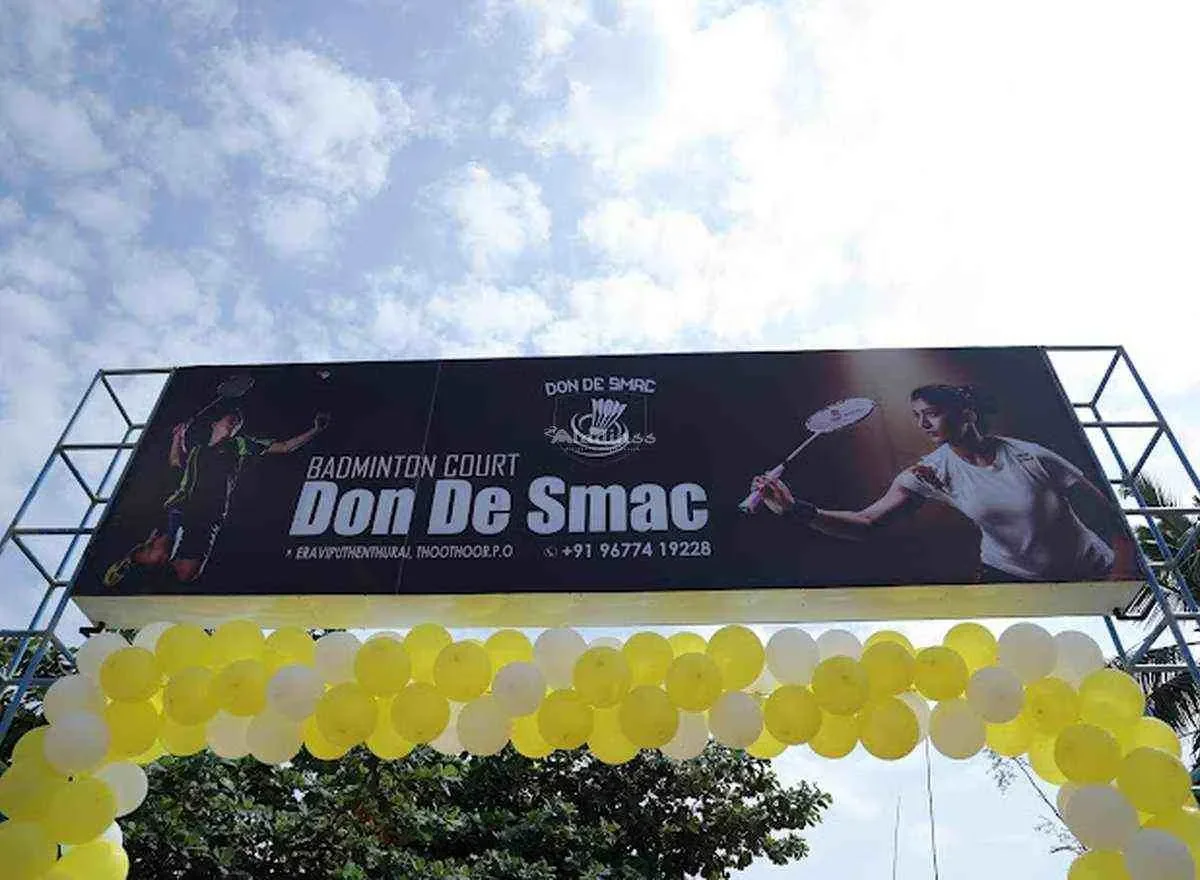 DON DE SMAC
BADMINTON COURT
Don De Smac
ERAVIPUTHENTHURAI, THOOTHOOR.P.O +91 96774 19228